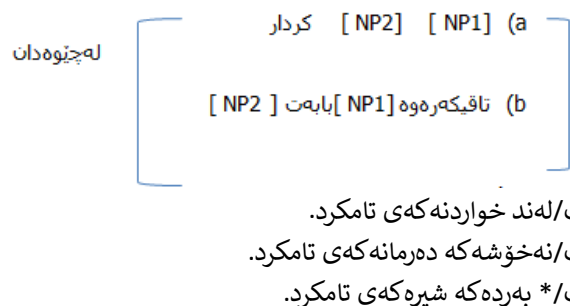 a) [NP1] [NP2] کردار
لەچێوەدان
b) تاقیکەرەوە [NP1] بابەت [NP2]
/لەند خواردنەکەی تامکرد.
/نەخۆشەکە دەرمانەکەی تامکرد.
/* بەردەکە شیرەکەی تامکرد.